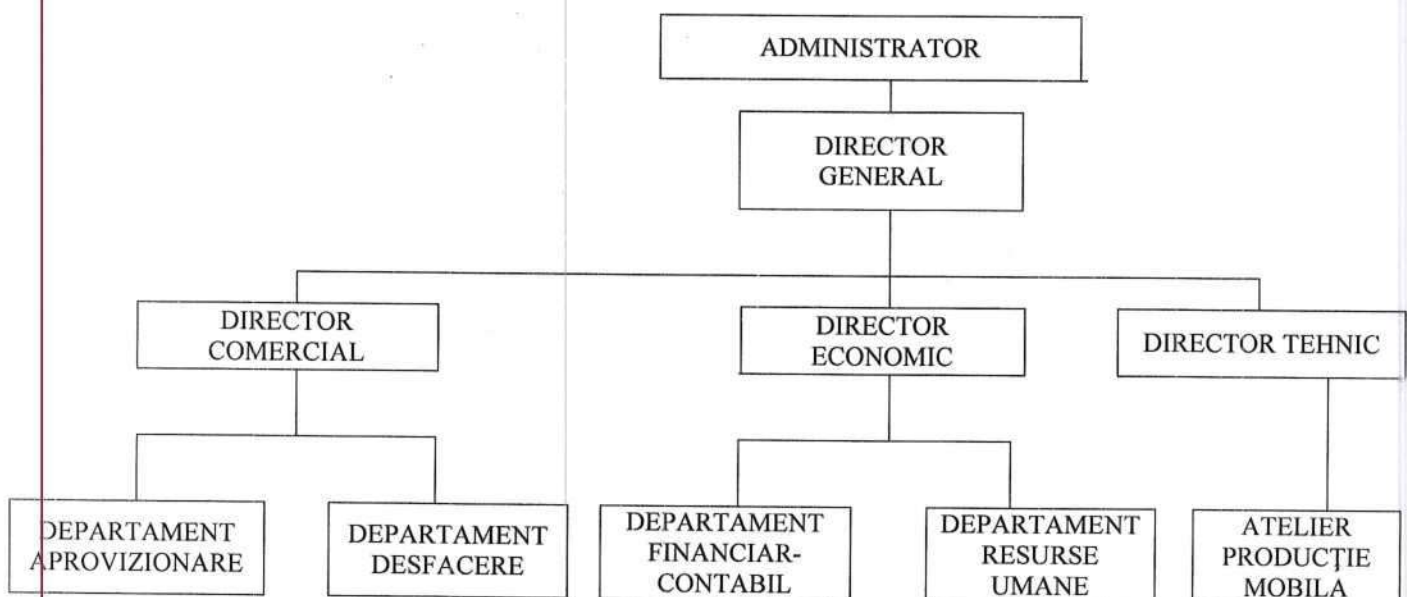 ADMINISTRATOR
DIRECTOR
GENERAL
DIRECTOR
COMERCIAL
DIRECTOR
ECONOMIC
DIRECTOR TEHNIC
DEPARTAMENT
APROVIZIONARE
DEPARTAMENT
DESFACERE
DEPARTAMENT
FINANCIAR-
CONTABIL
DEPARTAMENT
RESURSE
UMANE
ATELIER
PRODUCŢIE
MOBILA